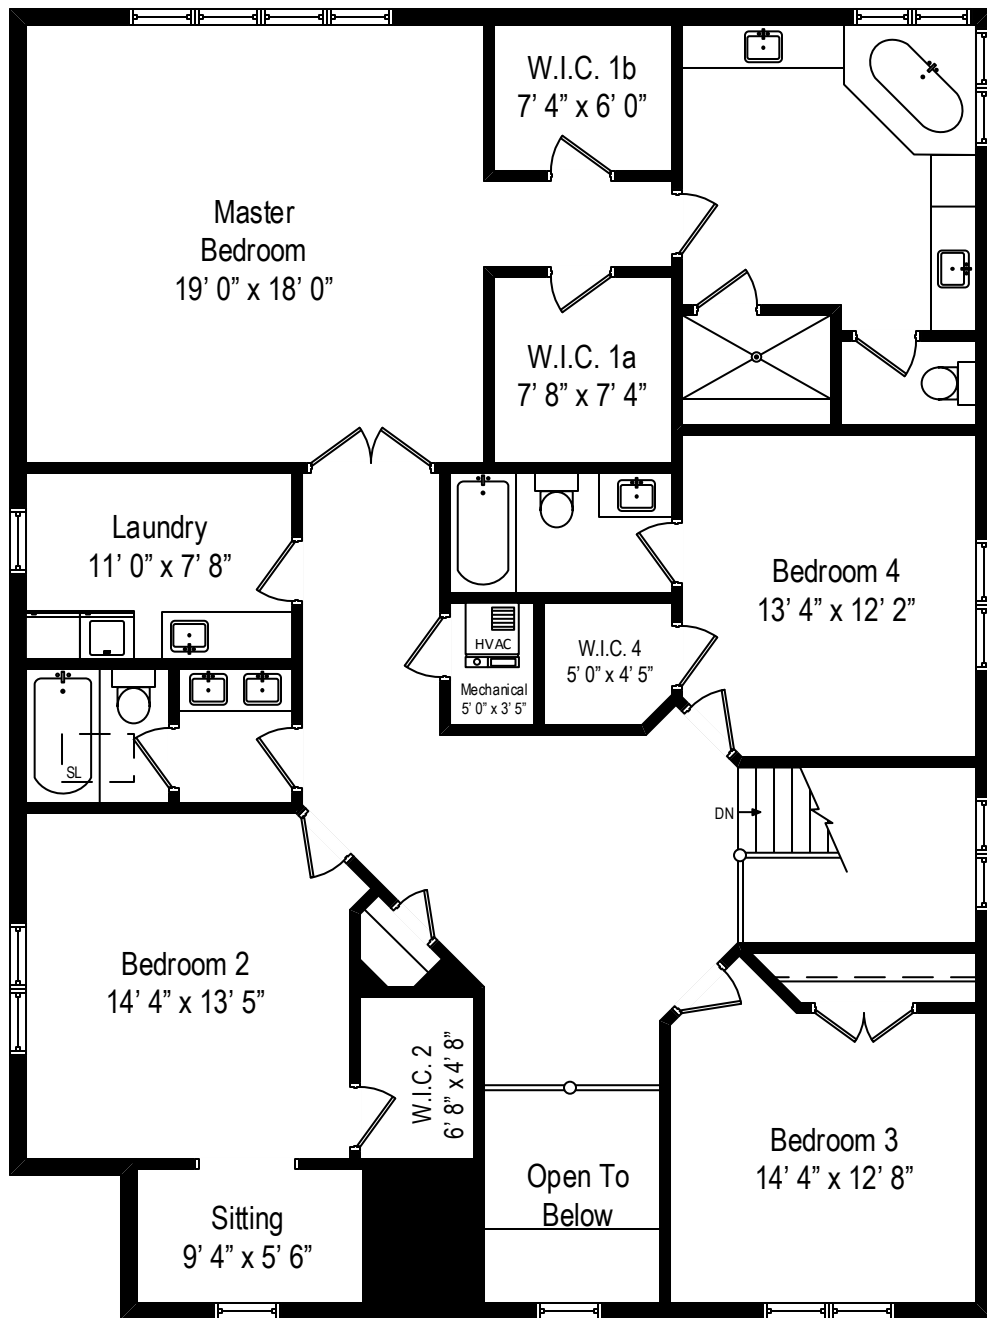 W.I.C. 1b
7’ 4” x 6’ 0”
Master
Bedroom
19’ 0” x 18’ 0”
W.I.C. 1a
7’ 8” x 7’ 4”
Laundry
11’ 0” x 7’ 8”
Bedroom 4
13’ 4” x 12’ 2”
HVAC
Mechanical
5’ 0” x 3’ 5”
W.I.C. 4
5’ 0” x 4’ 5”
SL
DN
Bedroom 2
14’ 4” x 13’ 5”
W.I.C. 2
6’ 8” x 4’ 8”
Bedroom 3
14’ 4” x 12’ 8”
Open To
Below
Sitting
9’ 4” x 5’ 6”